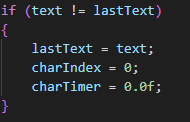 if (text != lastText)
{
    lastText = text;
    charIndex = 0;
    charTimer = 0.0f;
}